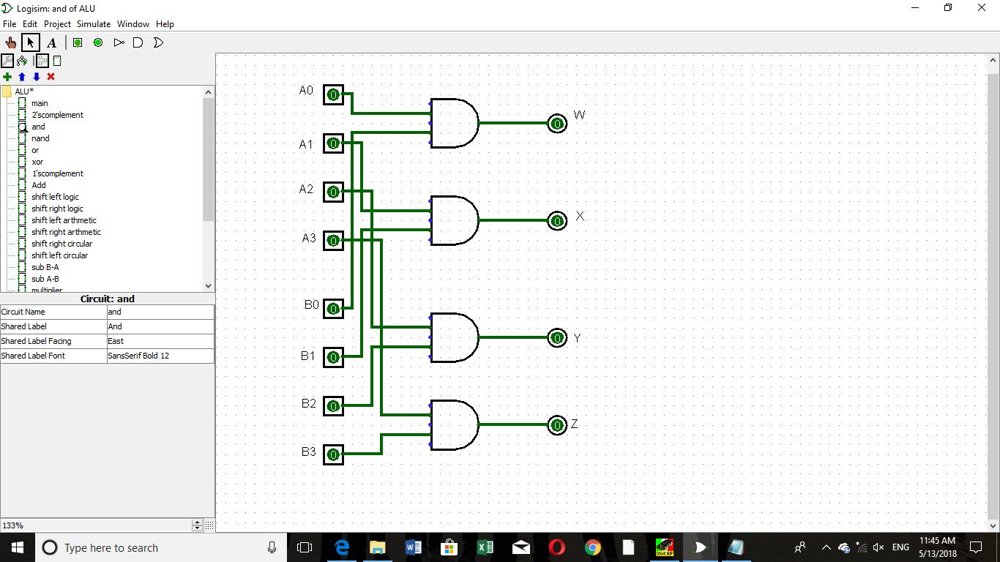 Logisim: and of ALU
File Edit Project Simulate Window Help
A
ALU*
main
2'scomplement
and
nand
or
xor
1'scomplement
Add
shift left logic
shift right logic
shift left arthmetic
shift right arthmetic
shift right circular
shift left circular
sub B-A
sub A-B
multiplier
Circuit: and
Circuit Name and
Shared Label And
Shared Label Facing East
Shared Label Font SansSerif Bold 12
133%
A0 0
0 W
A1 0
A2 0
0 X
A3 0
B0 0
0 Y
B1 0
B2 0
0 Z
B3 0
Type here to search
DIGICHIP
ENG
11:45 AM
5/13/2018